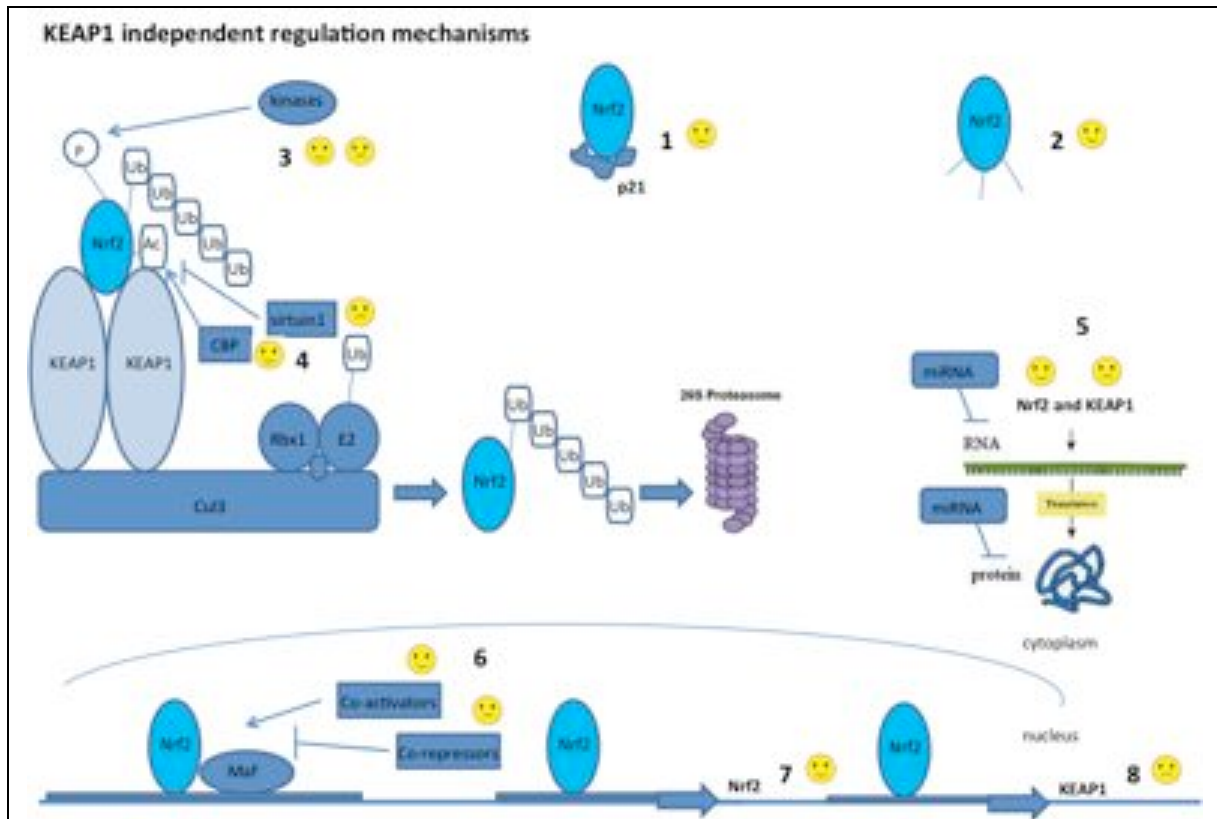 KEAP1 independent regulation mechanisms
kinases
P
3
Ub
Ub
Ub
Ub
Ub
Nrf2
Ac
KEAP1
KEAP1
CBP
sirtuin1
4
Ub
Rbx1
E2
Cul3
Nrf2
1
p21
Nrf2
2
Nrf2
Ub
Ub
Ub
Ub
Ub
26S Proteasome
5
miRNA
Nrf2 and KEAP1
RNA
miRNA
protein
cytoplasm
nucleus
6
Co-activators
Co-repressors
Nrf2
Maf
Nrf2
Nrf2
7
Nrf2
KEAP1
8